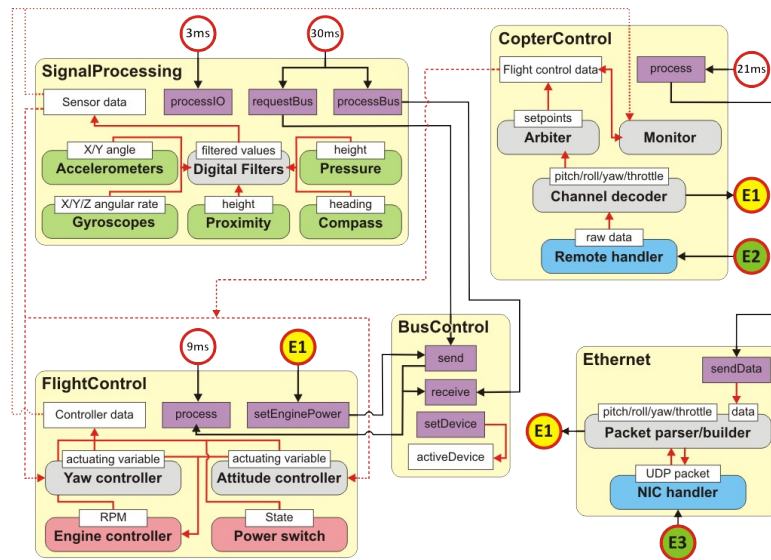 3ms
30ms
SignalProcessing
Sensor data
processIO
requestBus
processBus
X/Y angle
filtered values
height
Accelerometers
Digital Filters
Pressure
X/Y/Z angular rate
height
heading
Gyroscopes
Proximity
Compass
CopterControl
Flight control data
process
21ms
setpoints
Arbiter
Monitor
pitch/roll/yaw/throttle
Channel decoder
E1
raw data
Remote handler
E2
9ms
E1
FlightControl
Controller data
process
setEnginePower
actuating variable
actuating variable
Yaw controller
Attitude controller
RPM
State
Engine controller
Power switch
BusControl
send
receive
setDevice
activeDevice
Ethernet
sendData
pitch/roll/yaw/throttle
data
E1
Packet parser/builder
UDP packet
NIC handler
E3